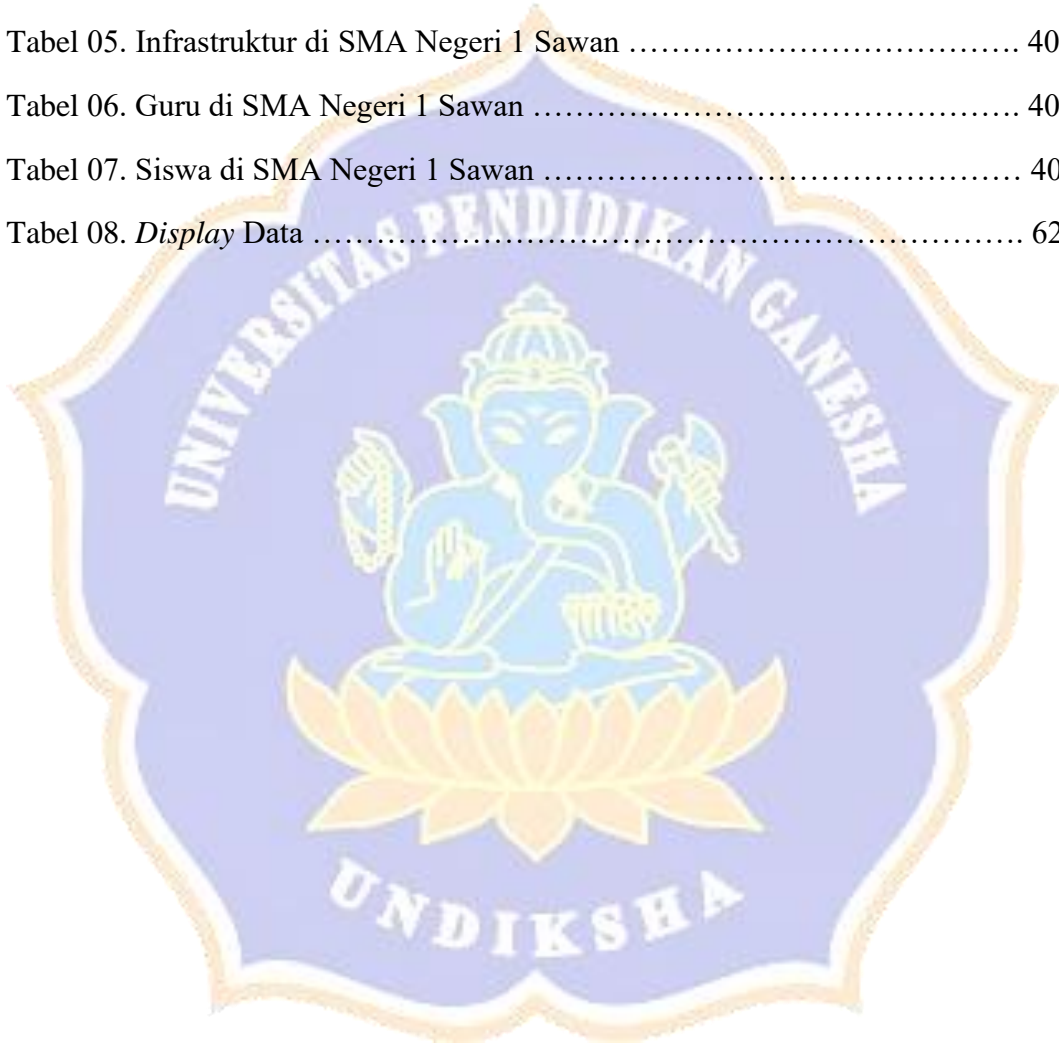 Tabel 05. Infrastruktur di SMA Negeri 1 Sawan …………………………………. 40
Tabel 06. Guru di SMA Negeri 1 Sawan …………………………………………. 40
Tabel 07. Siswa di SMA Negeri 1 Sawan ………………………………………… 40
Tabel 08. Display Data ……………………………………………………………. 62
UNIVERSITAS PENDIDIKAN GANESHA
UNDIKSHA